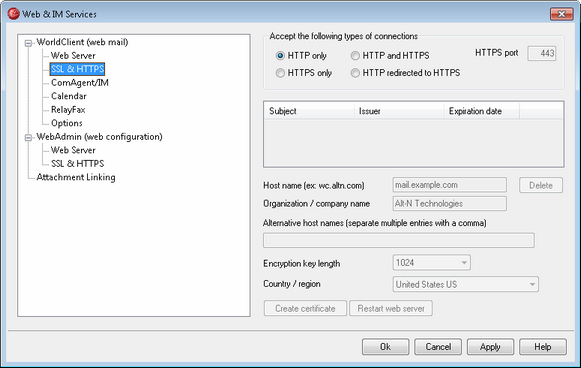 Web & IM Services
WorldClient (web mail)
Web Server
SSL & HTTPS
ComAgent/IM
Calendar
RelayFax
Options
WebAdmin (web configuration)
Web Server
SSL & HTTPS
Attachment Linking
Accept the following types of connections
HTTP only HTTP and HTTPS HTTPS port 443
HTTPS only HTTP redirected to HTTPS
Subject Issuer Expiration date
Host name (ex: wc.altn.com) mail.example.com Delete
Organization / company name Alt-N Technologies
Alternative host names (separate multiple entries with a comma)
Encryption key length 1024
Country / region United States US
Create certificate Restart web server
Ok Cancel Apply Help